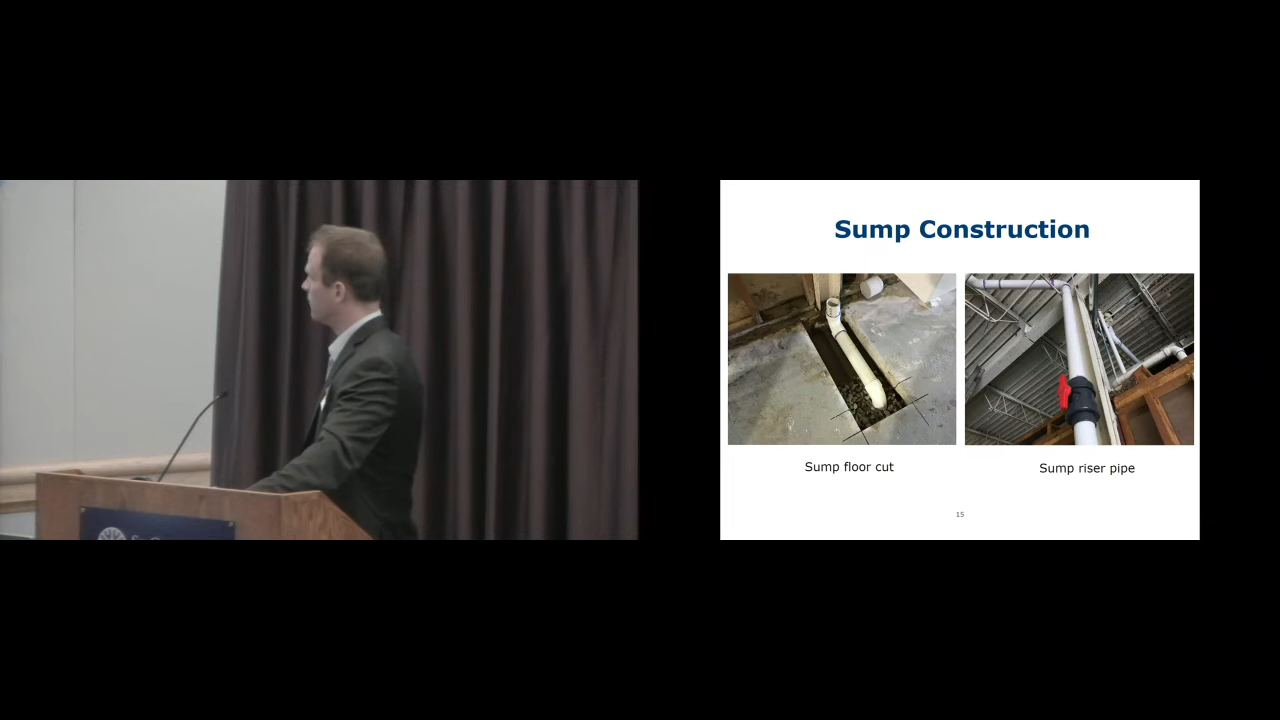 Sump Construction
Sump floor cut
Sump riser pipe
15